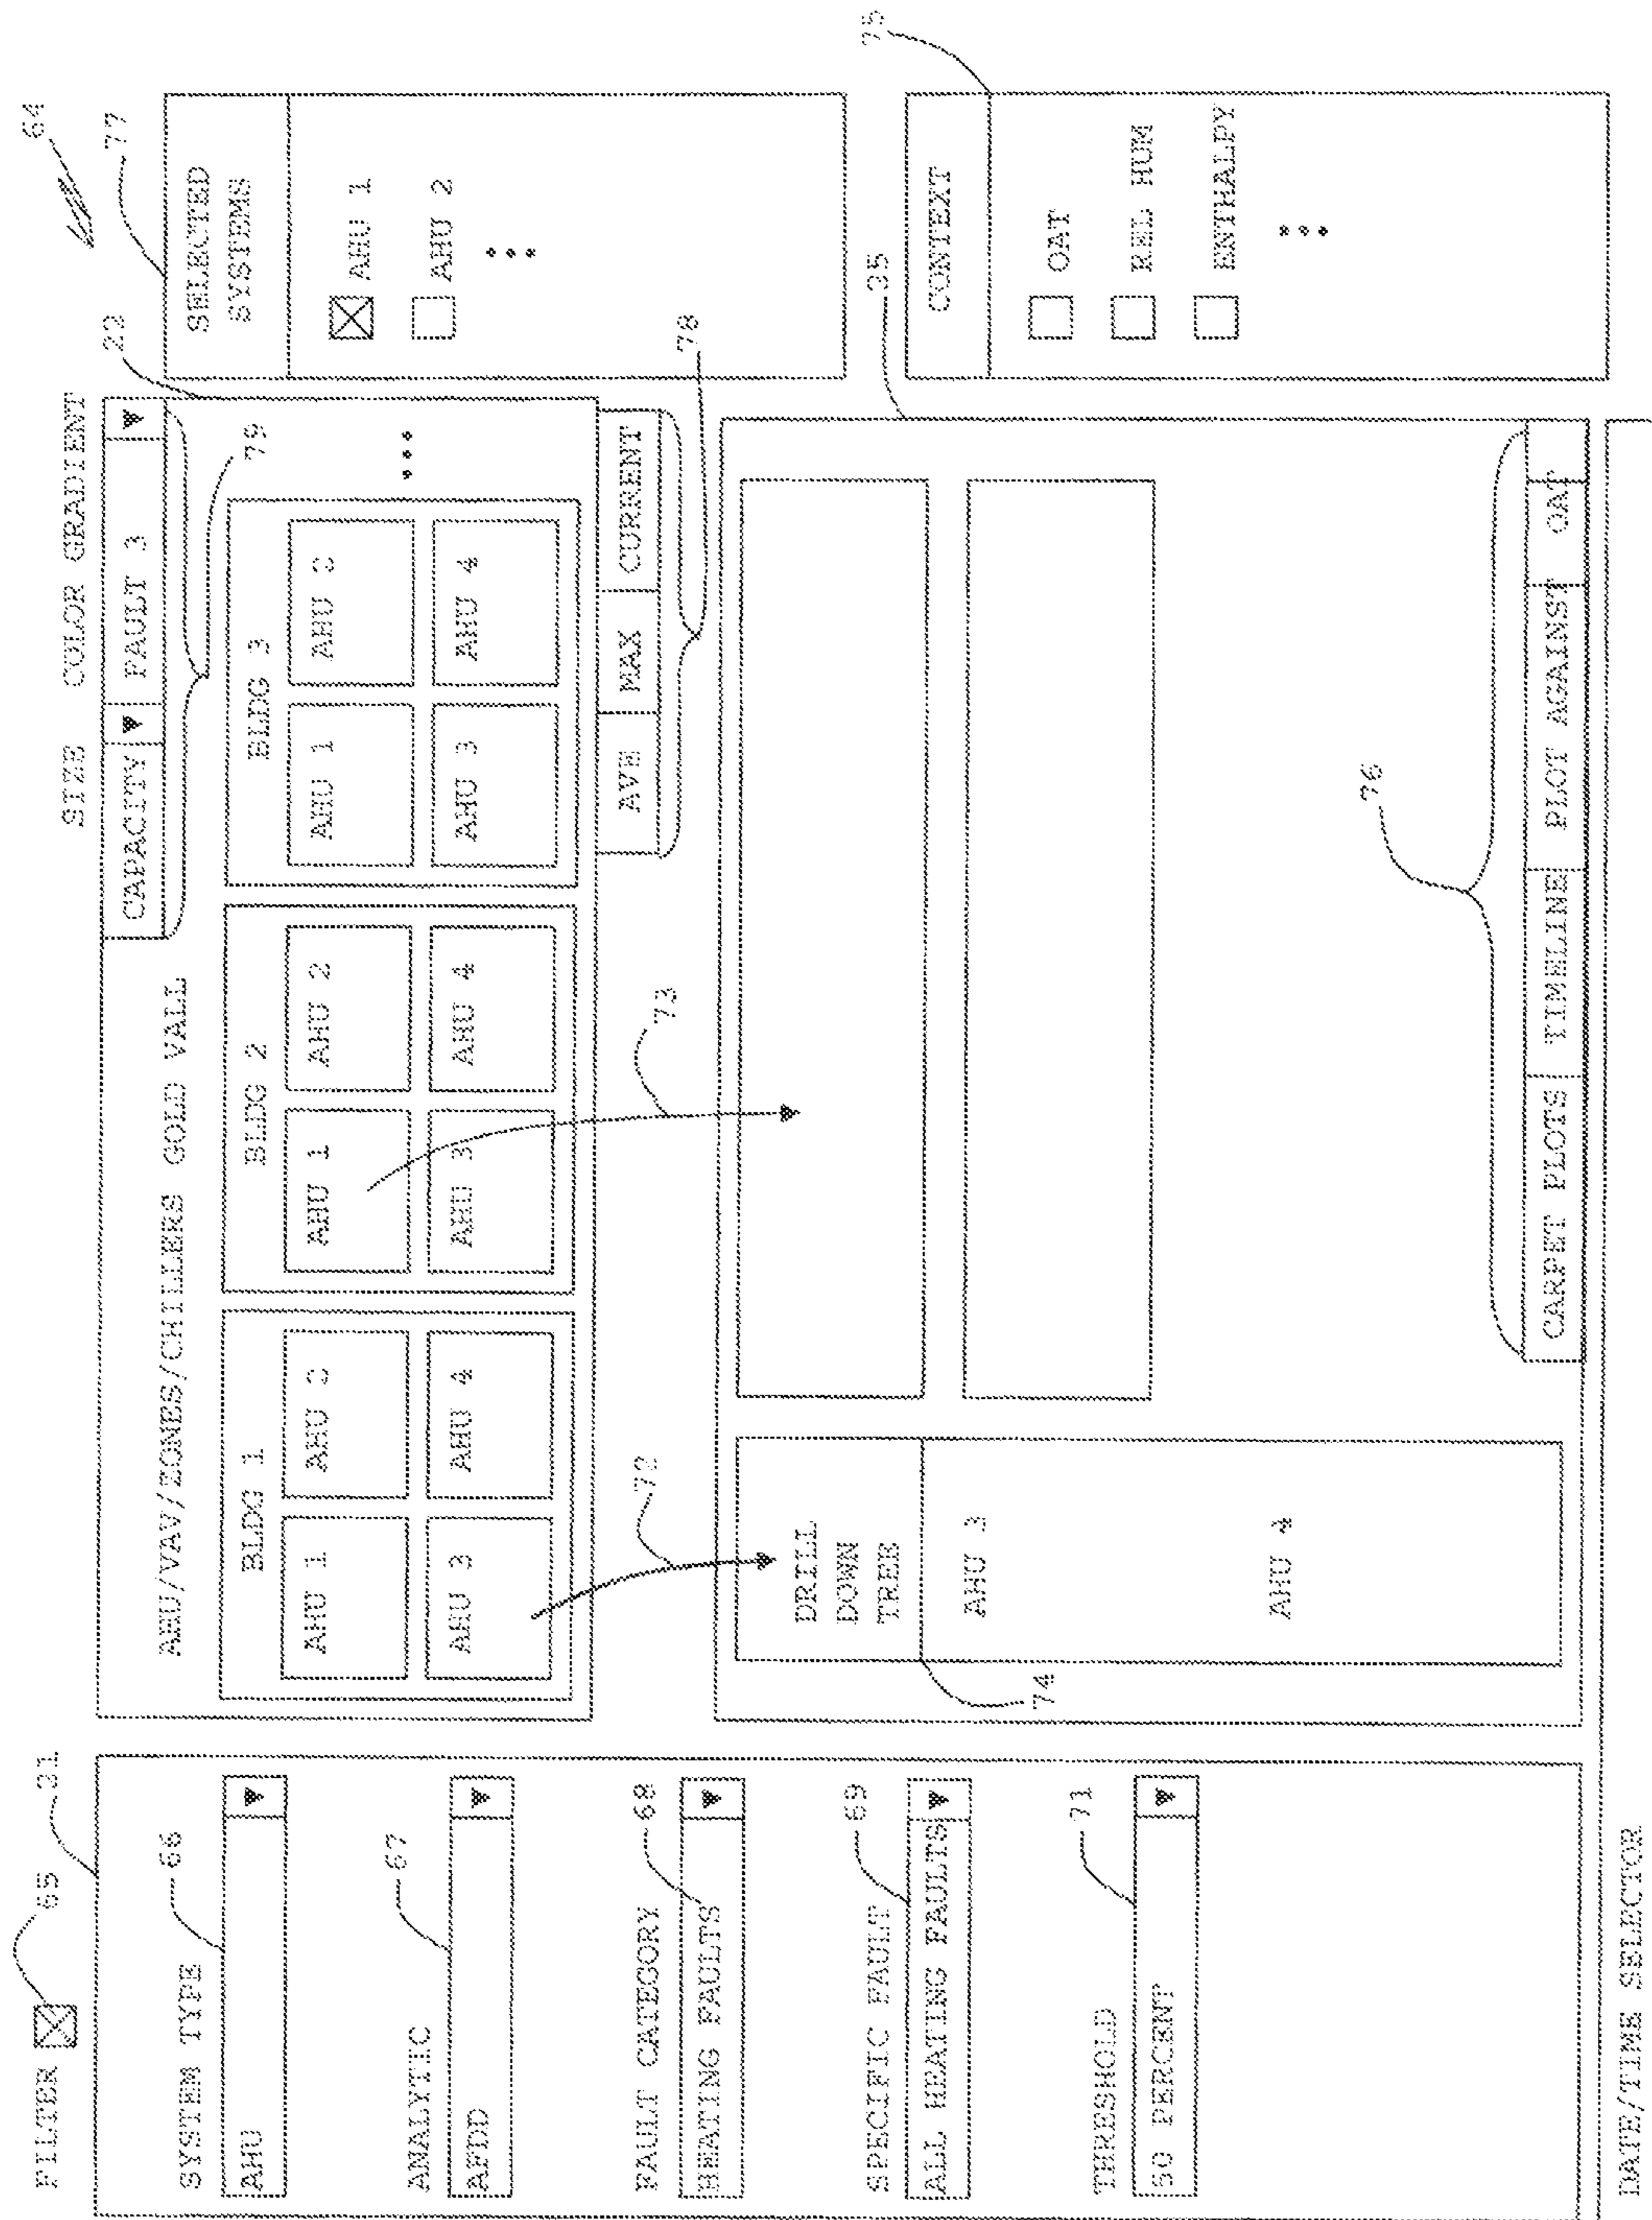 64
FILTER 65
21
SYSTEM TYPE 66
AHU
ANALYTIC 67
AFDD
FAULT CATEGORY 68
HEATING FAULTS
SPECIFIC FAULT 69
ALL HEATING FAULTS
THRESHOLD 71
50 PERCENT
SIZE COLOR GRADIENT
CAPACITY FAULT 3
22
79
AHU/VAV/ZONES/CHILLERS GOLD VALL
BLDG 1
AHU 1
AHU 3
AHU 4
BLDG 2
AHU 1 AHU 2
AHU 3 AHU 4
BLDG 3
AHU 1
AHU 3 AHU 4
AVE MAX CURRENT
78
72
73
35
DRILL
DOWN
TREE
74
AHU 3
AHU 4
76
CARPET PLOTS TIMELINE PLOT AGAINST OAT
77
SELECTED
SYSTEMS
AHU 1
AHU 2
75
CONTEXT
OAT
REL HUM
ENTHALPY
DATE/TIME SELECTOR